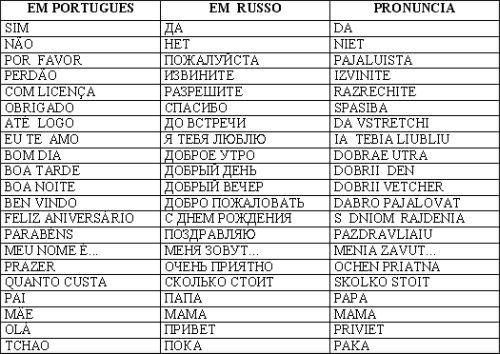 EM PORTUGUES EM RUSSO PRONUNCIA
SIM ДА DA
NÃO НЕТ NIET
POR FAVOR ПОЖАЛУЙСТА PAJALUISTA
PERDÃO ИЗВИНИТЕ IZVINITE
COM LICENÇA РАЗРЕШИТЕ RAZRECHITE
OBRIGADO СПАСИБО SPASIBA
ATÉ LOGO ДО ВСТРЕЧИ DA VSTRETCHI
EU TE AMO Я ТЕБЯ ЛЮБЛЮ IA TEBIA LIUBLIU
BOM DIA ДОБРОЕ УТРО DOBRAE UTRA
BOA TARDE ДОБРЫЙ ДЕНЬ DOBRII DEN
BOA NOITE ДОБРЫЙ ВЕЧЕР DOBRII VETCHER
BEN VINDO ДОБРО ПОЖАЛОВАТЬ DABRO PAJALOVAT
FELIZ ANIVERSÁRIO С ДНЕМ РОЖДЕНИЯ S DNIOM RAJDENIA
PARABÉNS ПОЗДРАВЛЯЮ PAZDRAVLIAIU
MEU NOME É... МЕНЯ ЗОВУТ... MENIA ZAVUT...
PRAZER ОЧЕНЬ ПРИЯТНО OCHEN PRIATNA
QUANTO CUSTA СКОЛЬКО СТОИТ SKOLKO STOIT
PAI ПАПА PAPA
MÃE МАМА MAMA
OLÁ ПРИВЕТ PRIVIET
TCHAO ПОКА PAKA